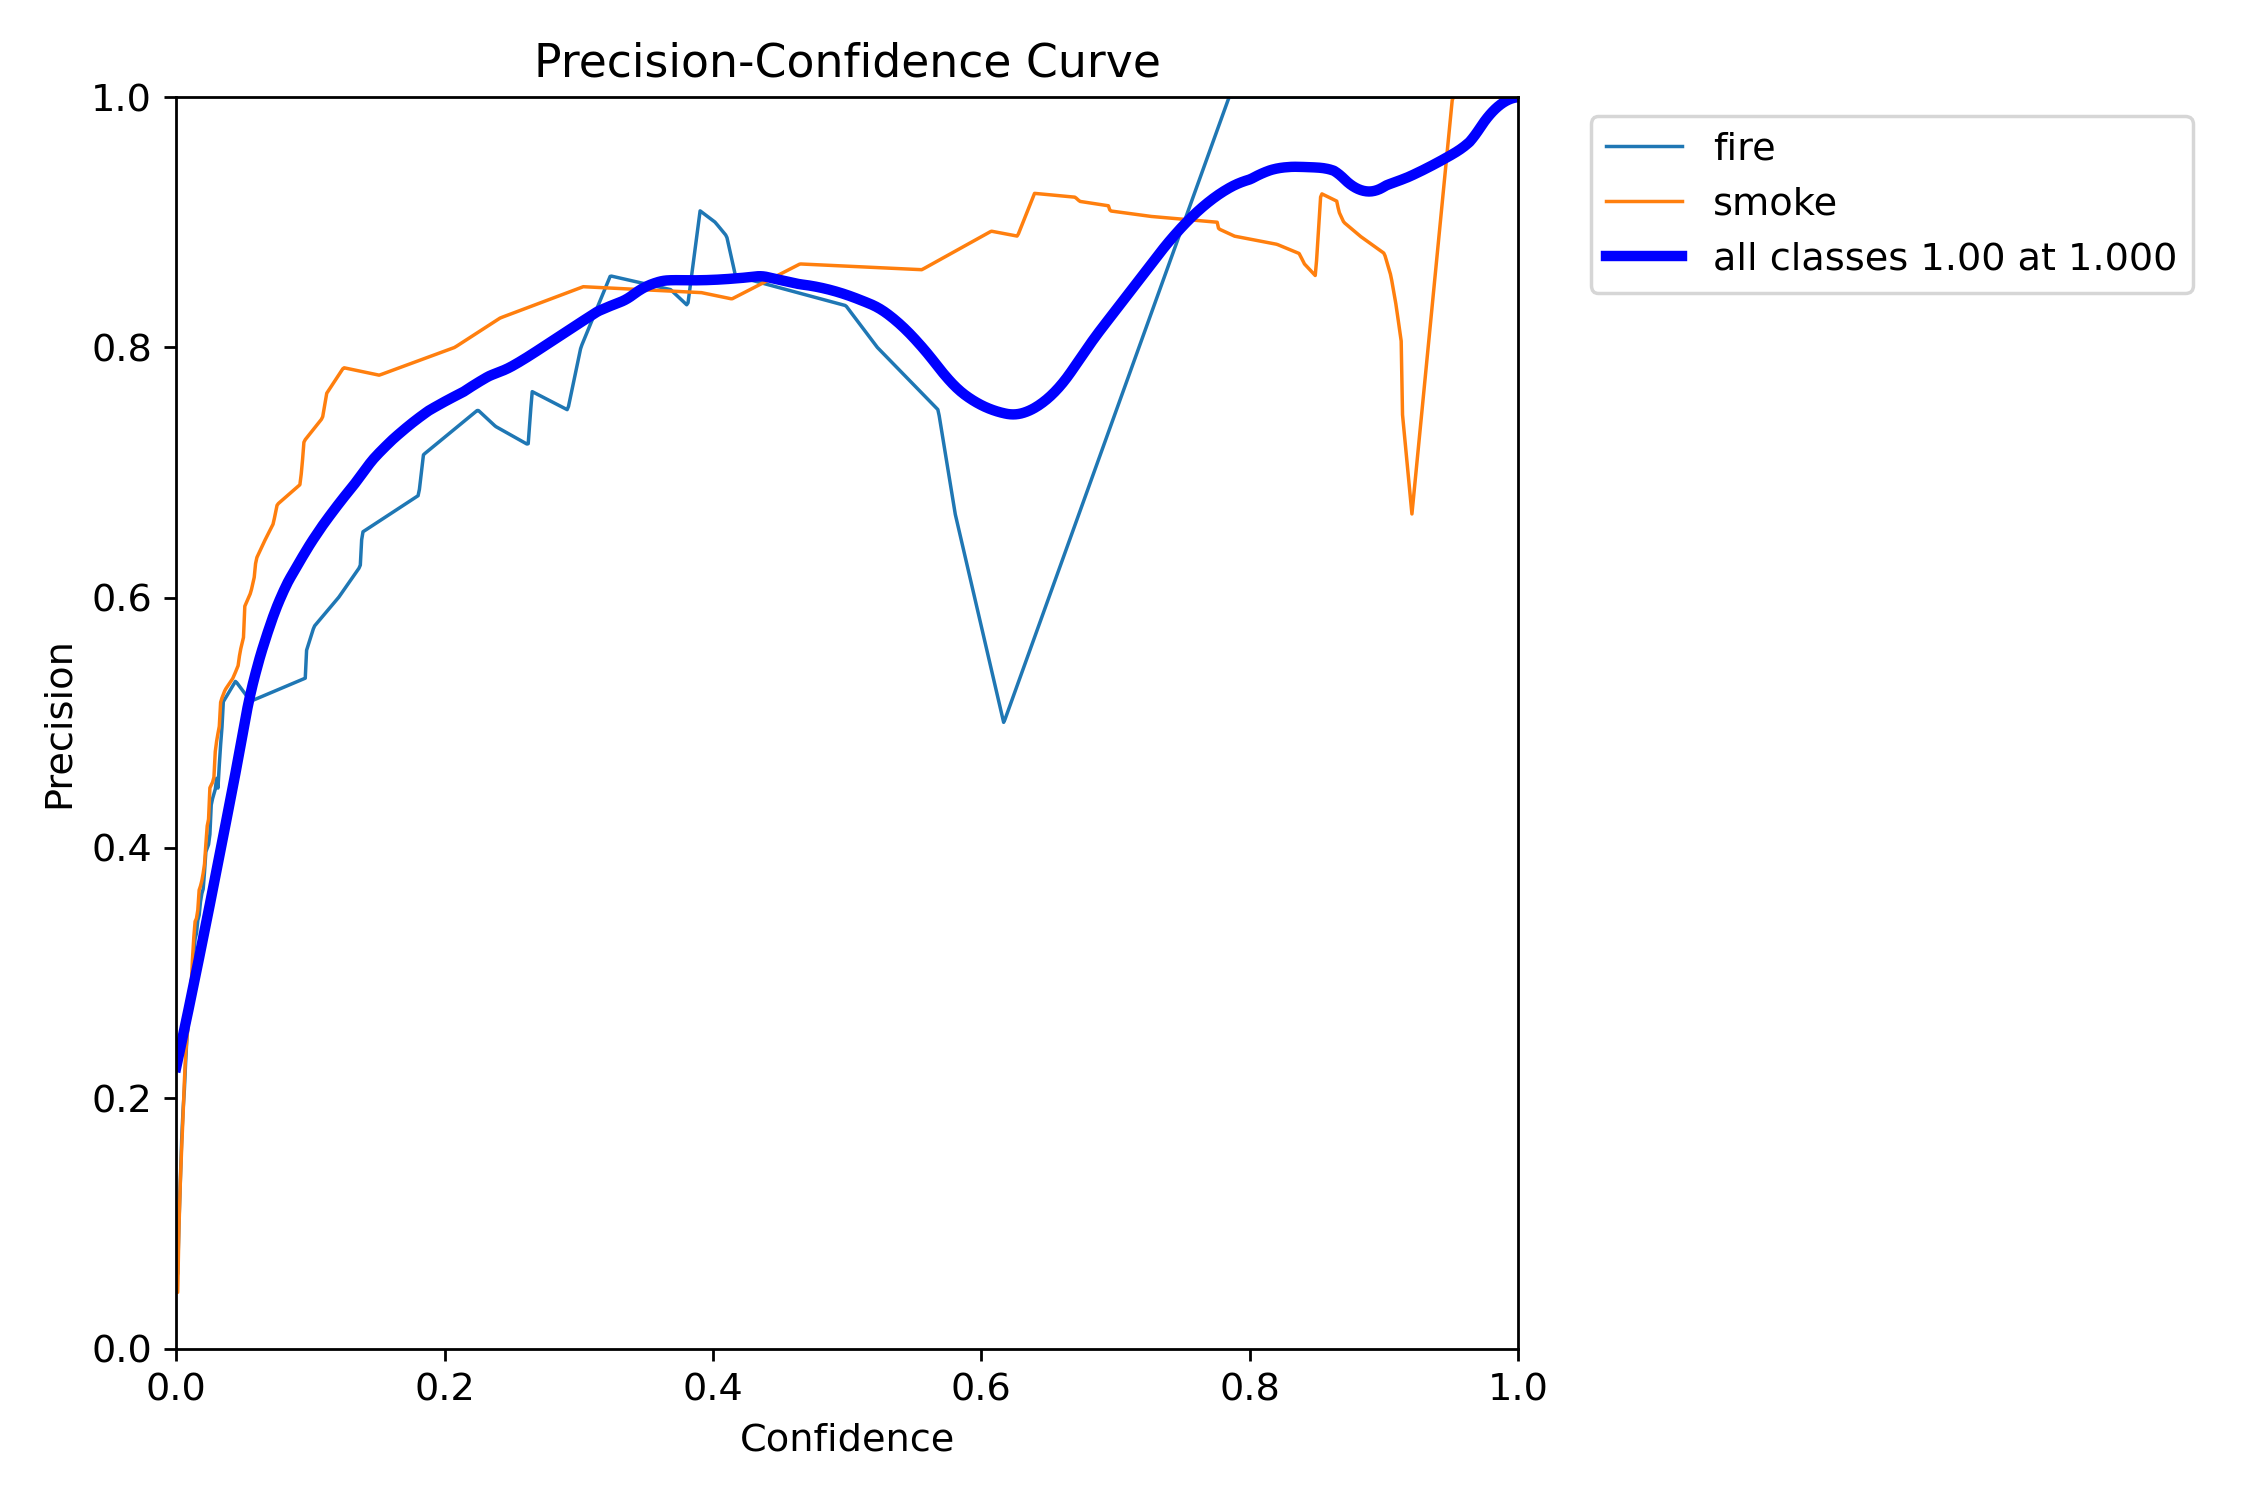 Precision-Confidence Curve
1.0
0.8
0.6
0.4
0.2
0.0
Precision
0.0 0.2 0.4 0.6 0.8 1.0
Confidence
fire
smoke
all classes 1.00 at 1.000